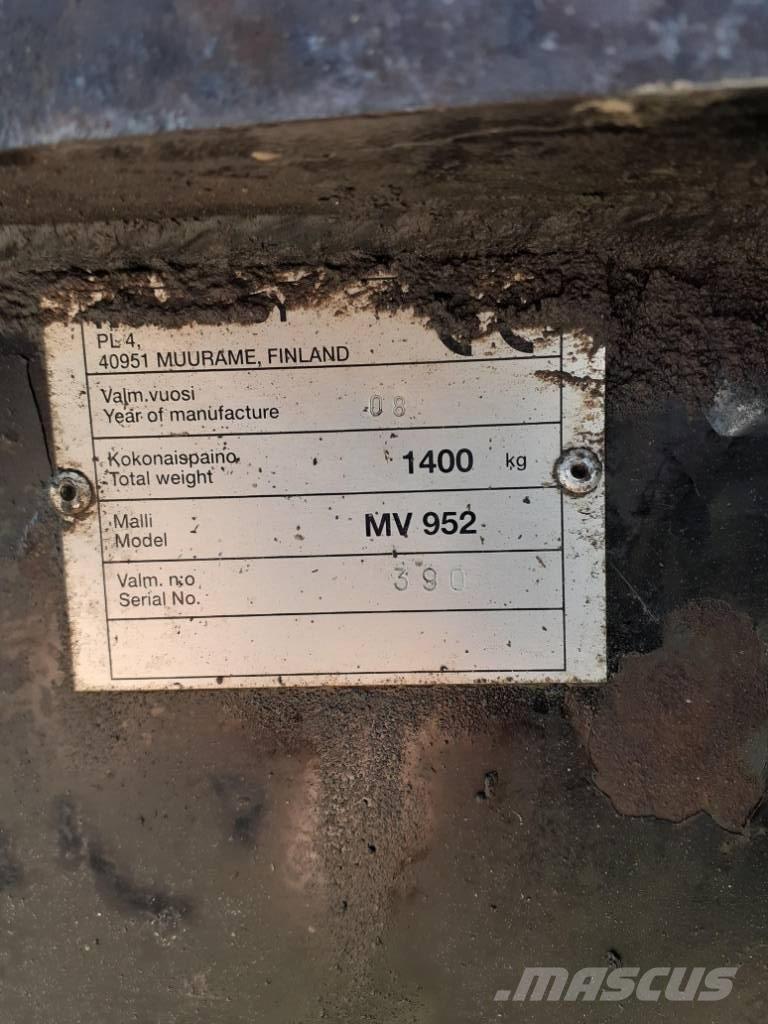 PL 4,
40951 MUURAME, FINLAND
Valm.vuosi
Year of manufacture 08
Kokonaispaino
Total weight 1400 kg
Malli
Model MV 952
Valm. n:o
Serial No. 390
MASCUS